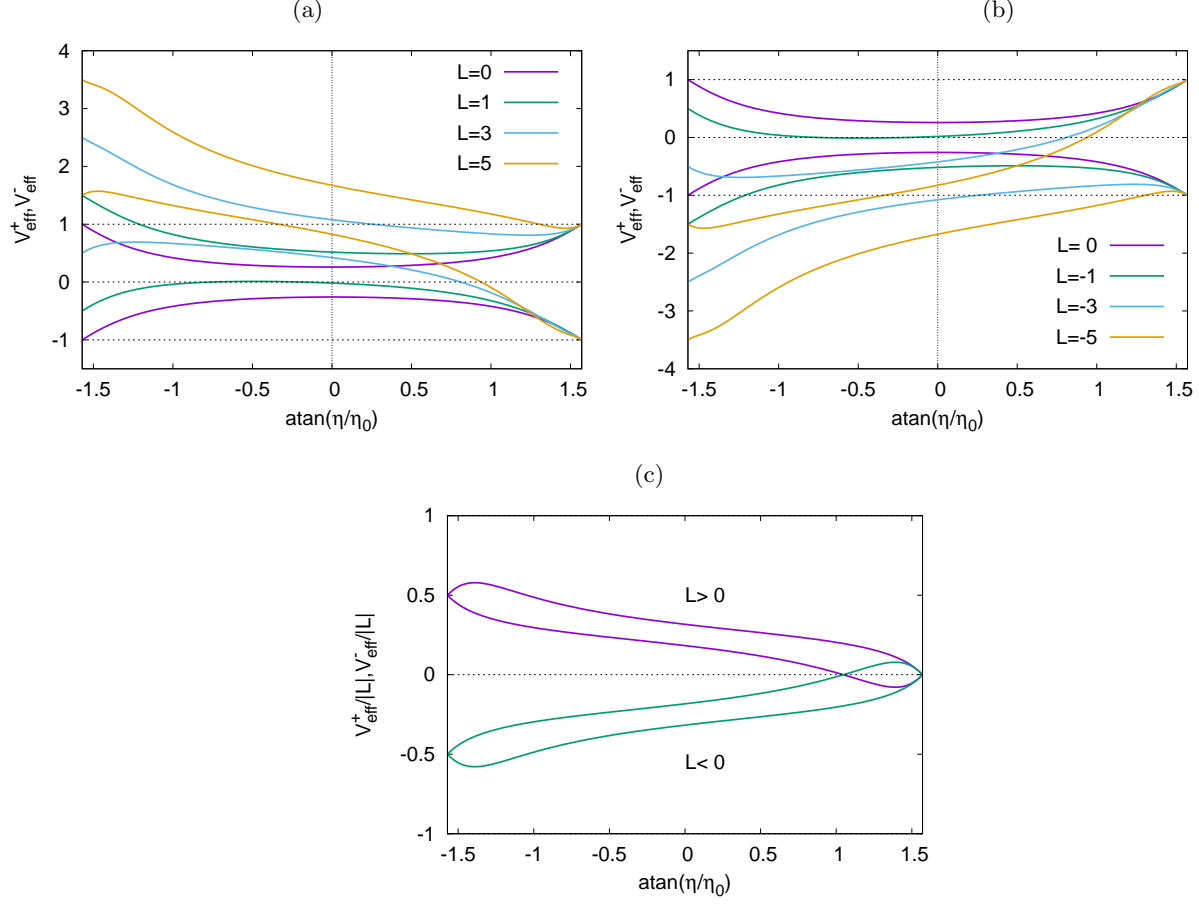 (a)
V⁺eff, V⁻eff
4
3
2
1
0
-1
L=0
L=1
L=3
L=5
-1.5 -1 -0.5 0 0.5 1 1.5
atan(η/η₀)
(b)
V⁺eff, V⁻eff
1
0
-1
-2
-3
-4
L= 0
L=-1
L=-3
L=-5
-1.5 -1 -0.5 0 0.5 1 1.5
atan(η/η₀)
(c)
V⁺eff/|L|, V⁻eff/|L|
1
0.5
0
-0.5
-1
L> 0
L< 0
-1.5 -1 -0.5 0 0.5 1 1.5
atan(η/η₀)